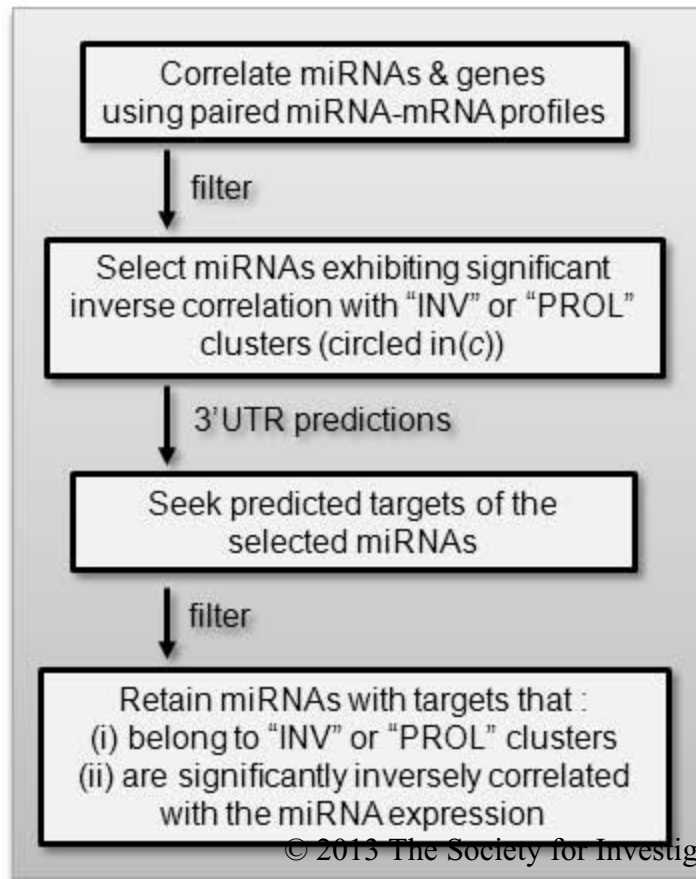 Correlate miRNAs & genes
using paired miRNA-mRNA profiles
filter
Select miRNAs exhibiting significant
inverse correlation with “INV” or “PROL”
clusters (circled in(c))
3’UTR predictions
Seek predicted targets of the
selected miRNAs
filter
Retain miRNAs with targets that :
(i) belong to “INV” or “PROL” clusters
(ii) are significantly inversely correlated
with the miRNA expression
© 2013 The Society for Investig